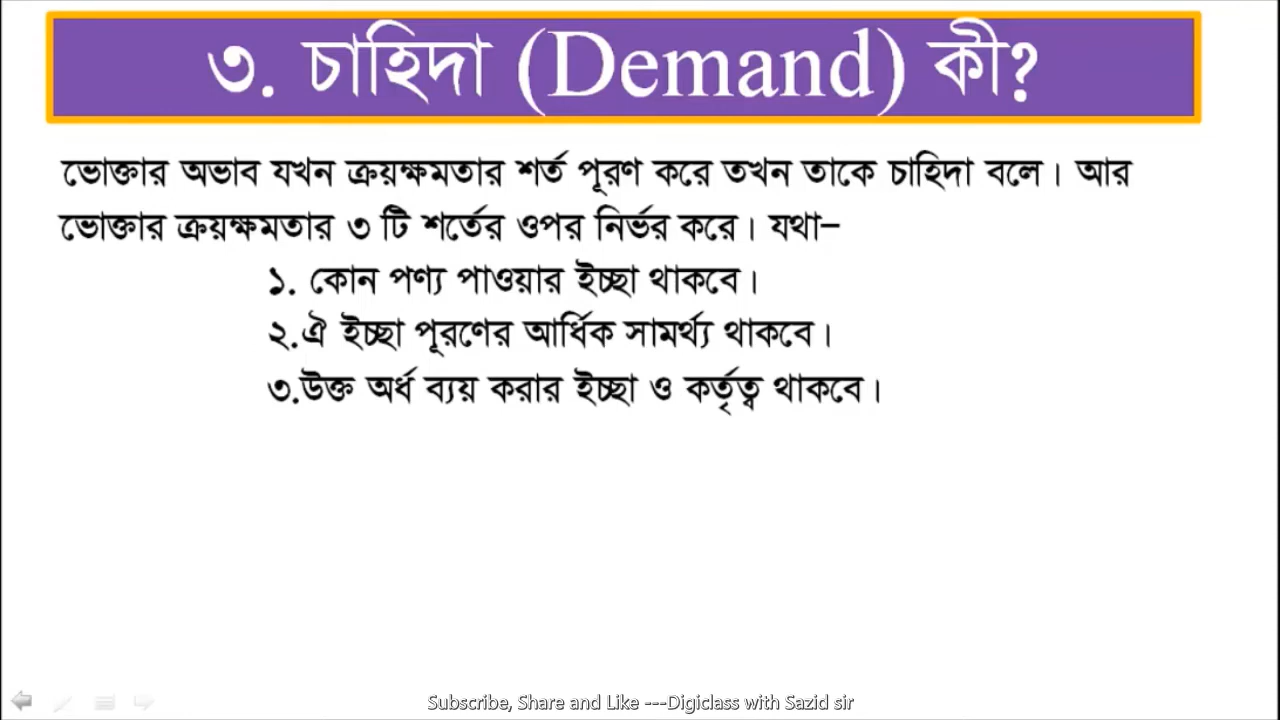 ৩. চাহিদা (Demand) কী?
ভোক্তার অভাব যখন ক্রয়ক্ষমতার শর্ত পূরণ করে তখন তাকে চাহিদা বলে। আর
ভোক্তার ক্রয়ক্ষমতার ৩ টি শর্তের ওপর নির্ভর করে। যথা–
১. কোন পণ্য পাওয়ার ইচ্ছা থাকবে।
২.ঐ ইচ্ছা পূরণের আর্থিক সামর্থ্য থাকবে।
৩.উক্ত অর্থ ব্যয় করার ইচ্ছা ও কর্তৃত্ব থাকবে।
Subscribe, Share and Like ---Digiclass with Sazid sir